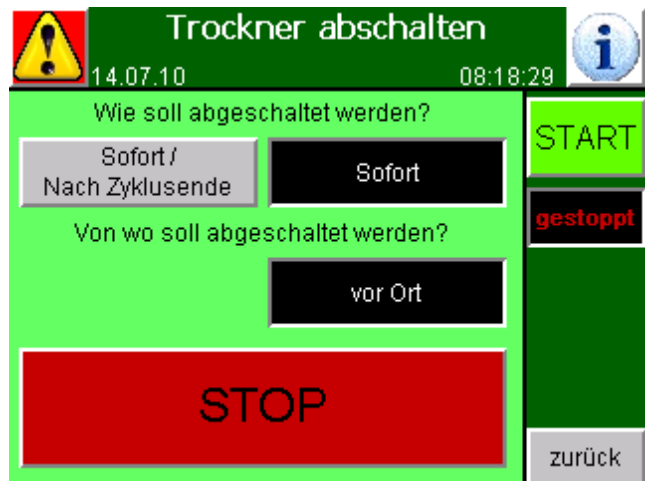 Trockner abschalten
14.07.10 08:18:29
Wie soll abgeschaltet werden?
Sofort /
Nach Zyklusende
Sofort
Von wo soll abgeschaltet werden?
vor Ort
STOP
START
gestoppt
zurück